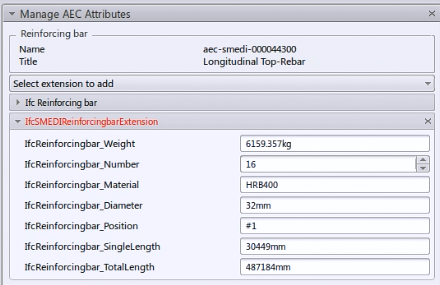 Manage AEC Attributes
Reinforcing bar
Name aec-smedi-000044300
Title Longitudinal Top-Rebar
Select extension to add
Ifc Reinforcing bar
IfcSMEDIReinforcingbarExtension
IfcReinforcingbar_Weight 6159.357kg
IfcReinforcingbar_Number 16
IfcReinforcingbar_Material HRB400
IfcReinforcingbar_Diameter 32mm
IfcReinforcingbar_Position #1
IfcReinforcingbar_SingleLength 30449mm
IfcReinforcingbar_TotalLength 487184mm